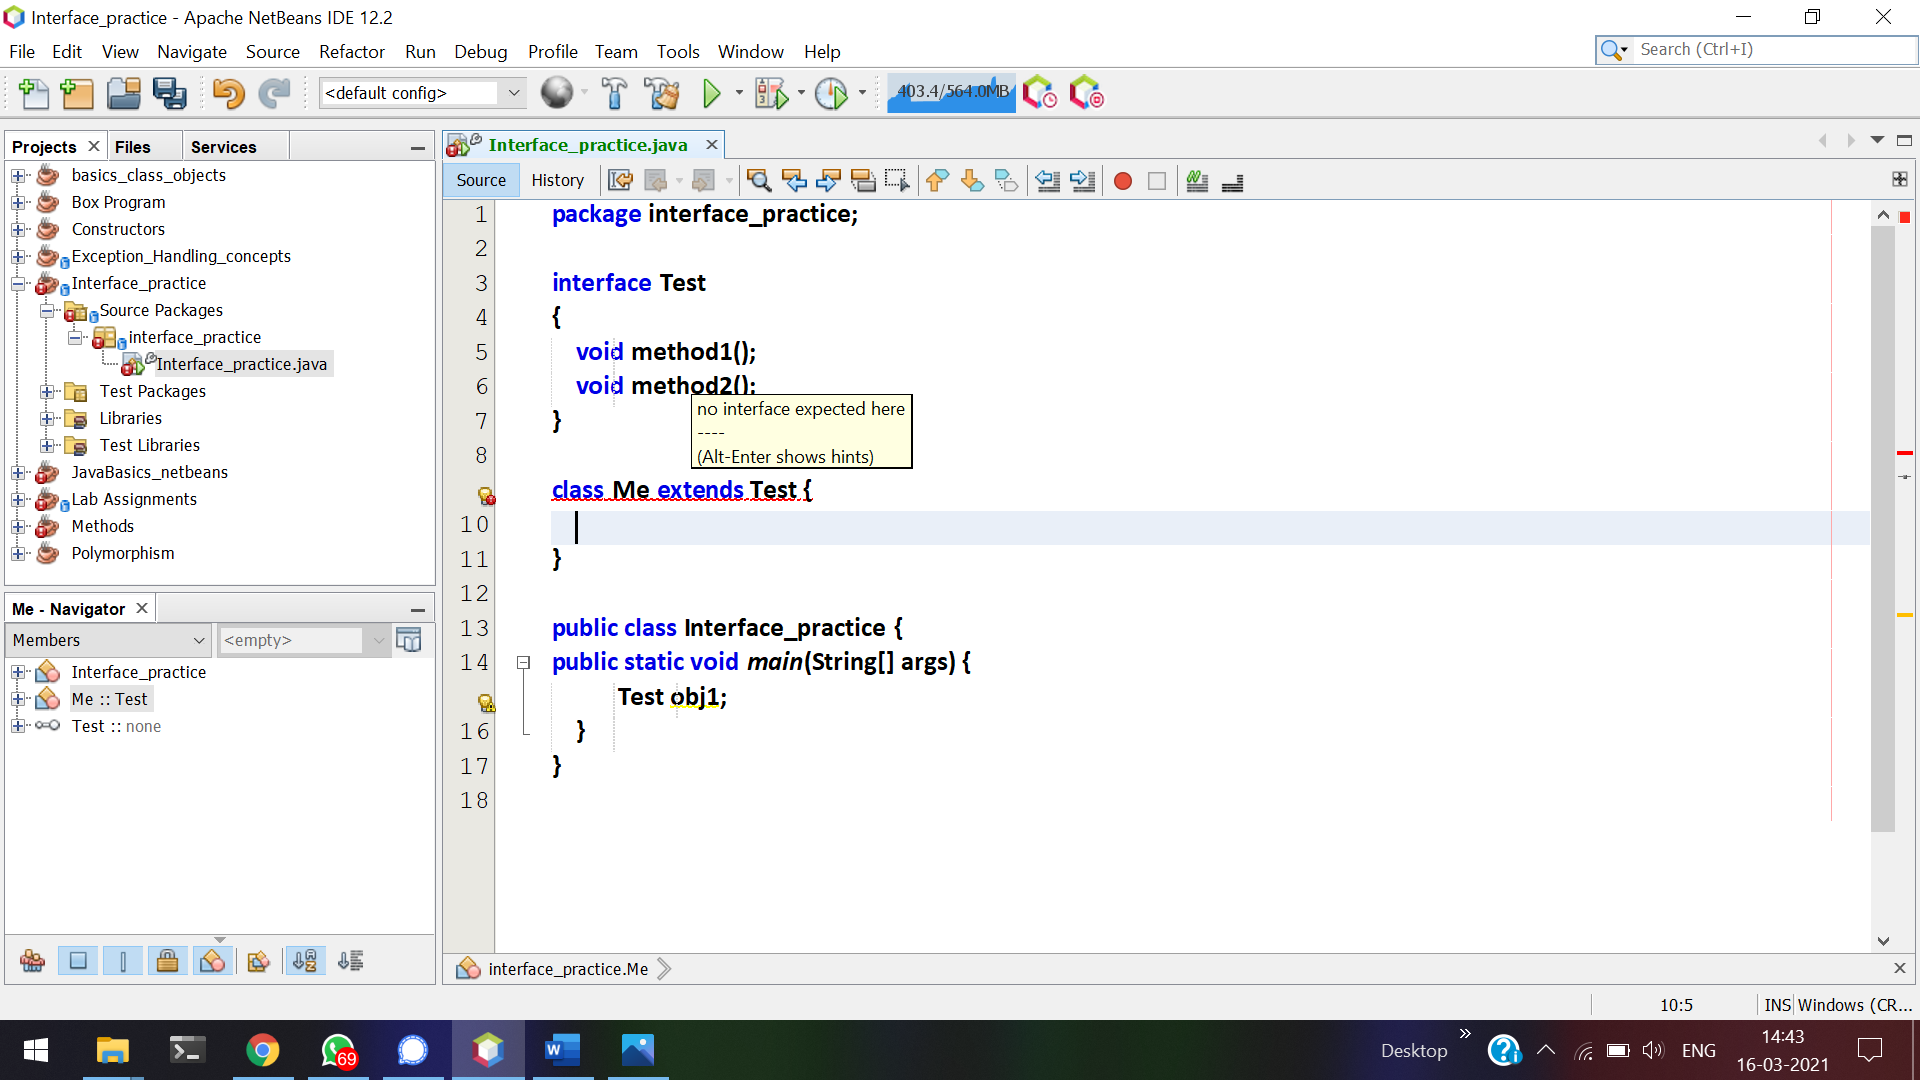 Interface_practice - Apache NetBeans IDE 12.2
File Edit View Navigate Source Refactor Run Debug Profile Team Tools Window Help
Search (Ctrl+I)
<default config>
403.4/564.0MB
Projects Files Services
basics_class_objects
Box Program
Constructors
Exception_Handling_concepts
Interface_practice
Source Packages
interface_practice
Interface_practice.java
Test Packages
Libraries
Test Libraries
JavaBasics_netbeans
Lab Assignments
Methods
Polymorphism
Me - Navigator
Members
<empty>
Interface_practice
Me :: Test
Test :: none
Interface_practice.java
Source History
1 package interface_practice;
2
3 interface Test
4 {
5 void method1();
6 void method2();
7 }
8
no interface expected here
----
(Alt-Enter shows hints)
class Me extends Test {
10
11 }
12
13 public class Interface_practice {
14 public static void main(String[] args) {
Test obj1;
16 }
17 }
18
interface_practice.Me
10:5 INS Windows (CR...
69
Desktop
ENG
14:43
16-03-2021